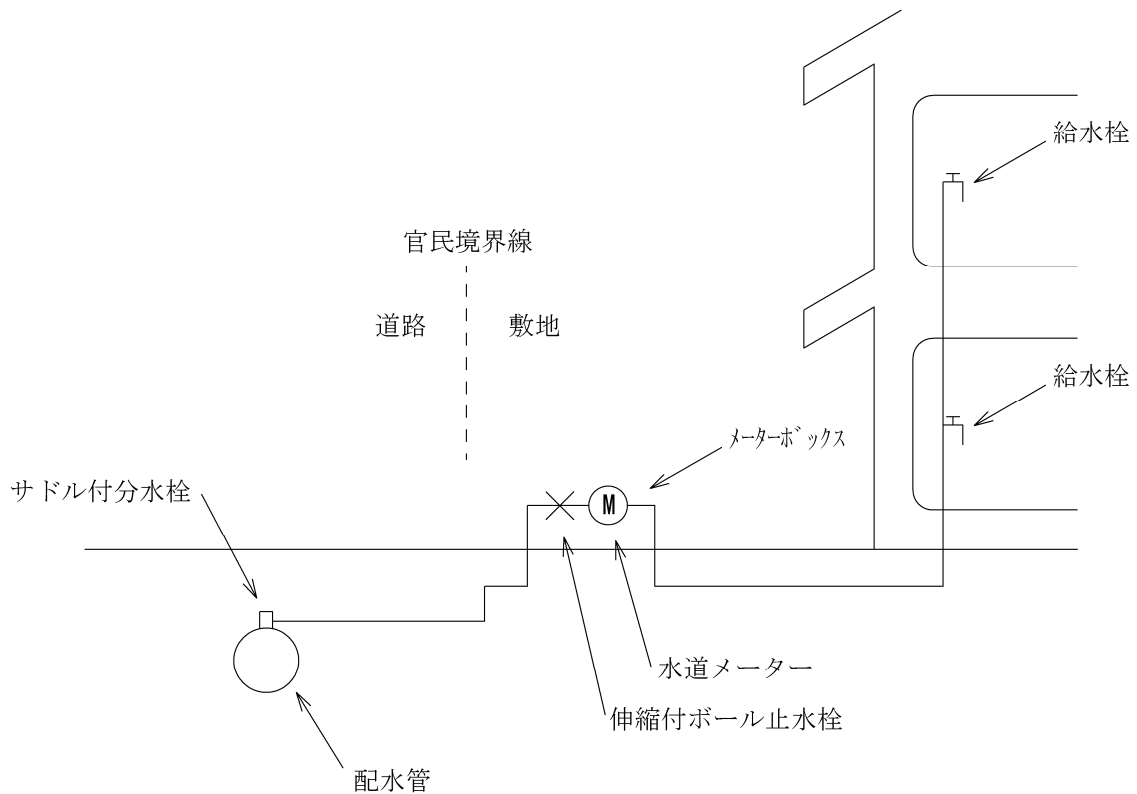 給水栓
官民境界線
道路
敷地
給水栓
メーターボックス
サドル付分水栓
M
水道メーター
伸縮付ボール止水栓
配水管